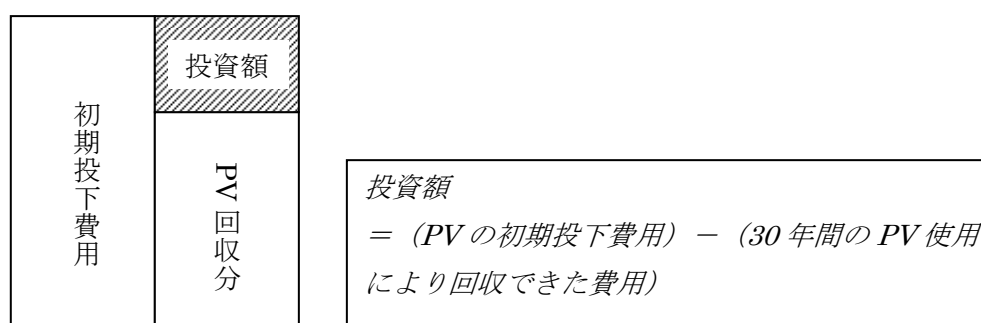 初期投下費用
投資額
PV回収分
投資額
=（PVの初期投下費用）－（30年間のPV使用
により回収できた費用）